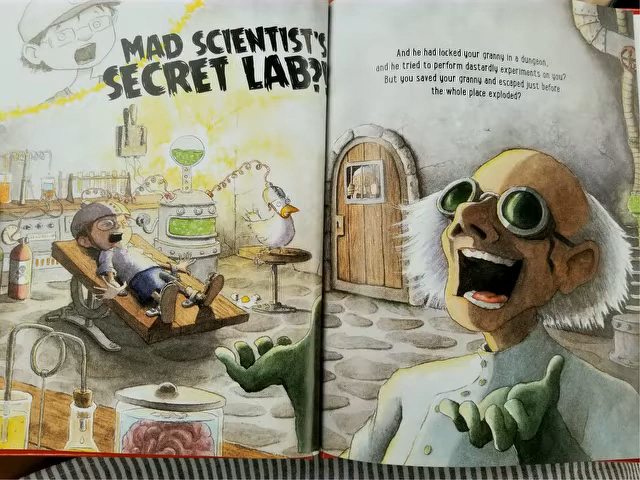 MAD SCIENTIST'S
SECRET LAB?!
And he had locked your granny in a dungeon,
and he tried to perform dastardly experiments on you?
But you saved your granny and escaped just before
the whole place exploded?